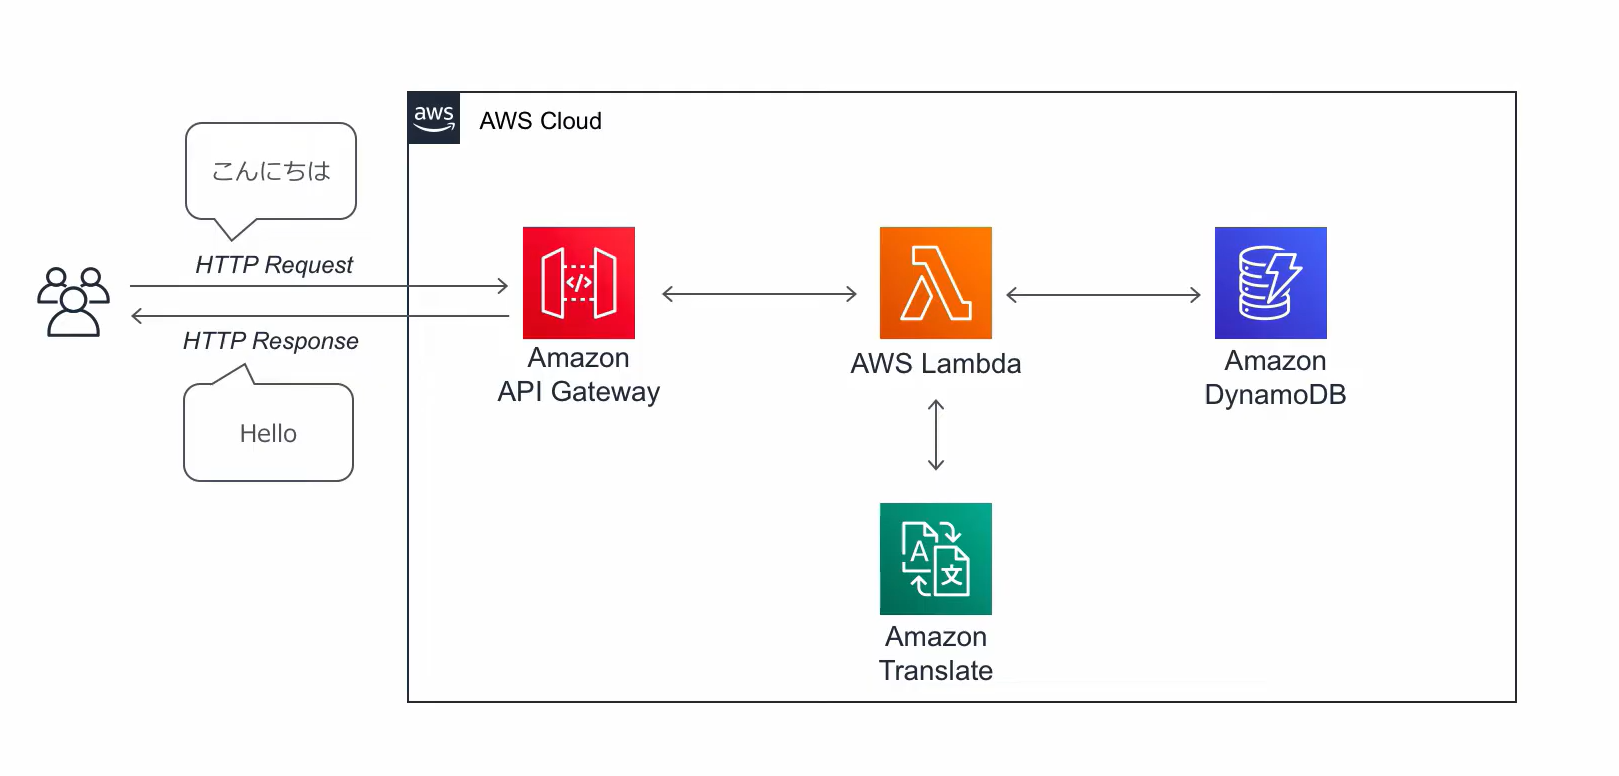 aws
AWS Cloud
こんにちは
HTTP Request
HTTP Response
Hello
</>
Amazon
API Gateway
AWS Lambda
Amazon
DynamoDB
A
文
Amazon
Translate